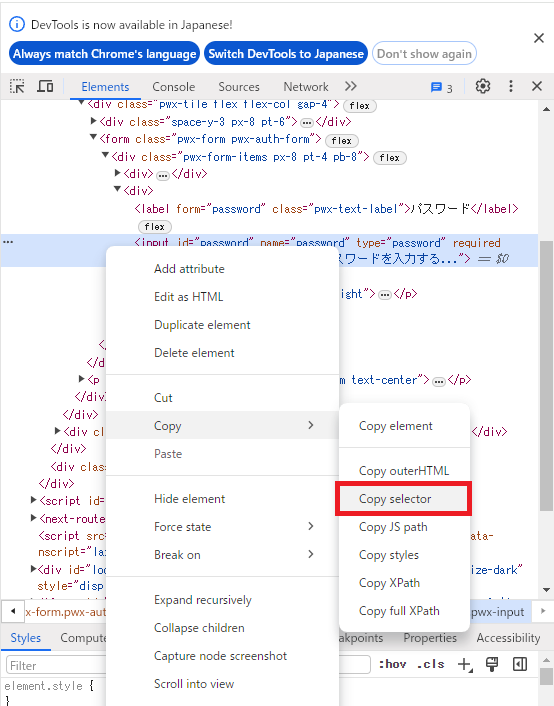 DevTools is now available in Japanese!
Always match Chrome's language Switch DevTools to Japanese Don't show again
Elements Console Sources Network 3
<div class="pwx-tile flex flex-col gap-4"> flex
<div class="space-y-3 px-8 pt-6"> … </div>
<form class="pwx-form pwx-auth-form"> flex
<div class="pwx-form-items px-8 pt-4 pb-8"> flex
<div> … </div>
<div>
<label form="password" class="pwx-text-label">パスワード</label>
flex
… <input id="password" name="password" type="password" required
スワードを入力する..."> == $0
right"> … </p>
</
</d
<p text-center"> … </p>
</div>
</div>
<div cl </div>
<div cl
</div>
<script id=
<next-route
<script src= ata-
nscript="la
<div id="loc ize-dark"
style="disp
x-form.pwx-au pwx-input
Styles Compute akpoints Properties Accessibility
Filter :hov .cls
element.style {
}
Add attribute
Edit as HTML
Duplicate element
Delete element
Cut
Copy
Paste
Hide element
Force state
Break on
Expand recursively
Collapse children
Capture node screenshot
Scroll into view
Copy element
Copy outerHTML
Copy selector
Copy JS path
Copy styles
Copy XPath
Copy full XPath